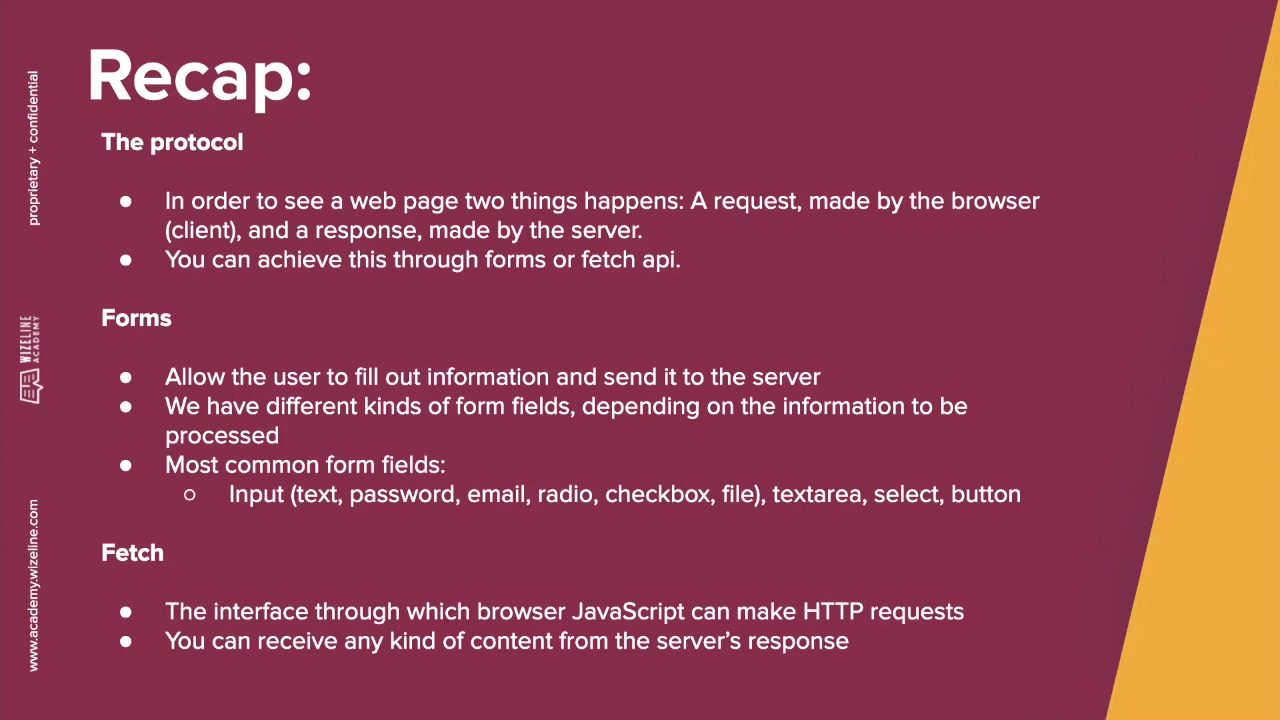 Recap:
The protocol
● In order to see a web page two things happens: A request, made by the browser
(client), and a response, made by the server.
● You can achieve this through forms or fetch api.
Forms
● Allow the user to fill out information and send it to the server
● We have different kinds of form fields, depending on the information to be
processed
● Most common form fields:
○ Input (text, password, email, radio, checkbox, file), textarea, select, button
Fetch
● The interface through which browser JavaScript can make HTTP requests
● You can receive any kind of content from the server’s response
proprietary + confidential
WIZELINE
ACADEMY
www.academy.wizeline.com